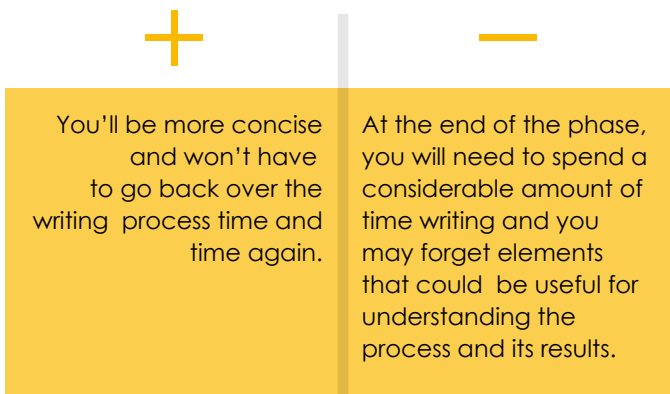 +
You’ll be more concise
and won’t have
to go back over the
writing process time and
time again.
−
At the end of the phase,
you will need to spend a
considerable amount of
time writing and you
may forget elements
that could be useful for
understanding the
process and its results.